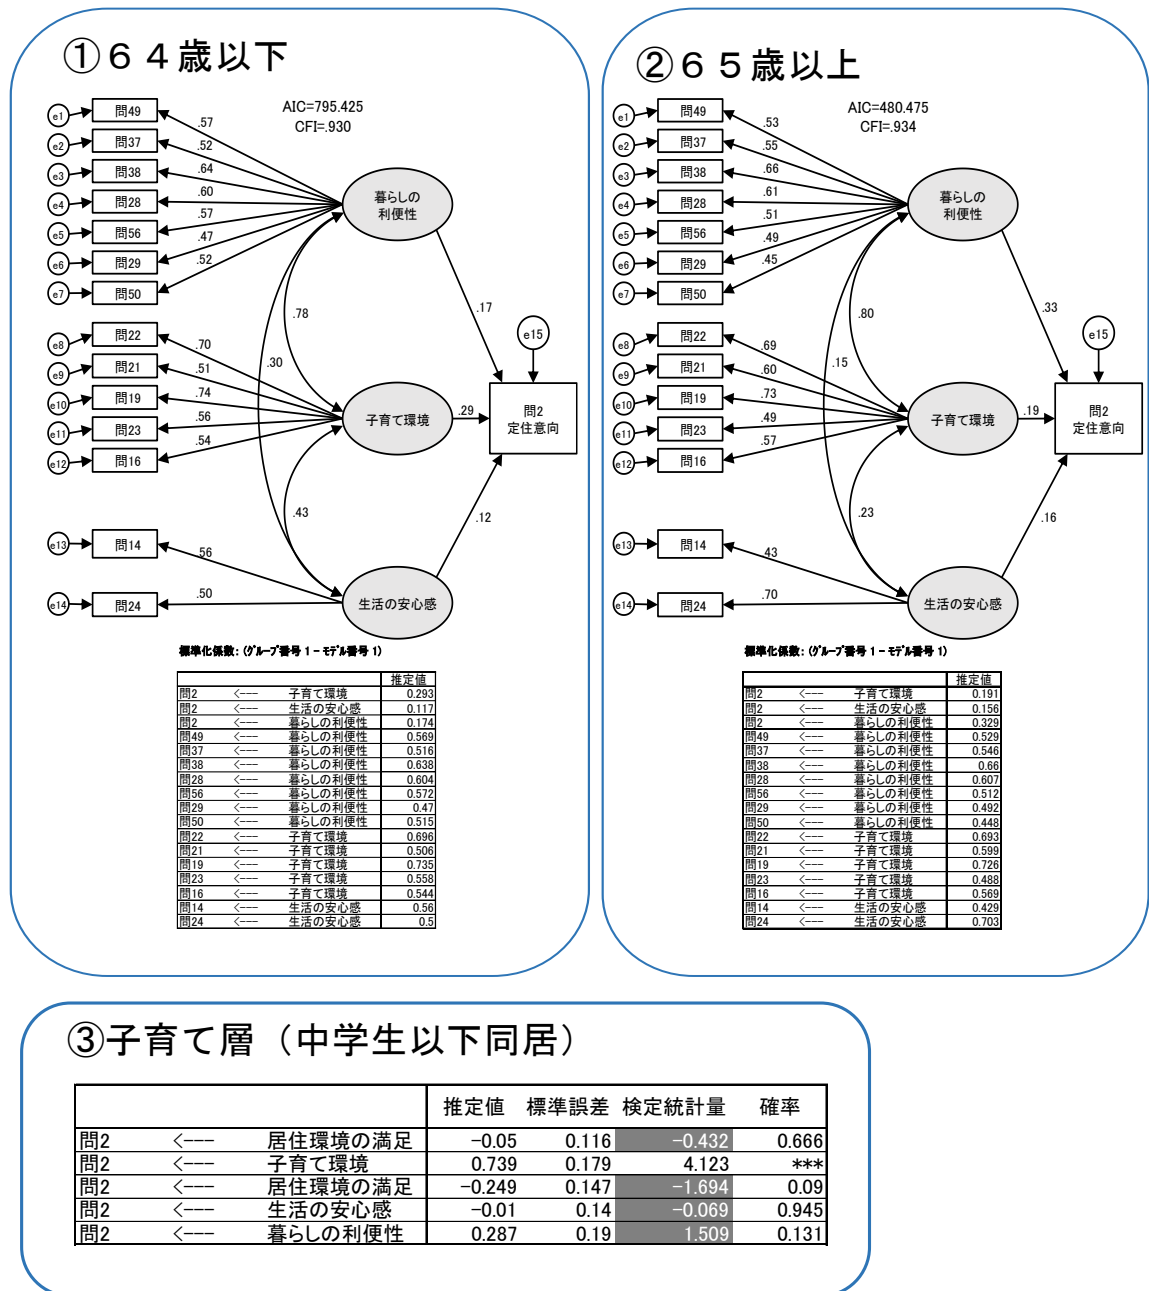 ①６４歳以下
AIC=795.425
CFI=.930
e1 問49 .57
e2 問37 .52
e3 問38 .64
e4 問28 .60
e5 問56 .57
e6 問29 .47
e7 問50 .52
暮らしの
利便性
.78
.30
.17
e15
e8 問22 .70
e9 問21 .51
e10 問19 .74
e11 問23 .56
e12 問16 .54
子育て環境
.29
問2
定住意向
.43
.12
e13 問14 .56
e14 問24 .50
生活の安心感
標準化係数: (グループ番号 1 - モデル番号 1)
推定値
問2 <--- 子育て環境 0.293
問2 <--- 生活の安心感 0.117
問2 <--- 暮らしの利便性 0.174
問49 <--- 暮らしの利便性 0.569
問37 <--- 暮らしの利便性 0.516
問38 <--- 暮らしの利便性 0.638
問28 <--- 暮らしの利便性 0.604
問56 <--- 暮らしの利便性 0.572
問29 <--- 暮らしの利便性 0.47
問50 <--- 暮らしの利便性 0.515
問22 <--- 子育て環境 0.696
問21 <--- 子育て環境 0.506
問19 <--- 子育て環境 0.735
問23 <--- 子育て環境 0.558
問16 <--- 子育て環境 0.544
問14 <--- 生活の安心感 0.56
問24 <--- 生活の安心感 0.5
②６５歳以上
AIC=480.475
CFI=.934
e1 問49 .53
e2 問37 .55
e3 問38 .66
e4 問28 .61
e5 問56 .51
e6 問29 .49
e7 問50 .45
暮らしの
利便性
.80
.15
.33
e15
e8 問22 .69
e9 問21 .60
e10 問19 .73
e11 問23 .49
e12 問16 .57
子育て環境
.19
問2
定住意向
.23
.16
e13 問14 .43
e14 問24 .70
生活の安心感
標準化係数: (グループ番号 1 - モデル番号 1)
推定値
問2 <--- 子育て環境 0.191
問2 <--- 生活の安心感 0.156
問2 <--- 暮らしの利便性 0.329
問49 <--- 暮らしの利便性 0.529
問37 <--- 暮らしの利便性 0.546
問38 <--- 暮らしの利便性 0.66
問28 <--- 暮らしの利便性 0.607
問56 <--- 暮らしの利便性 0.512
問29 <--- 暮らしの利便性 0.492
問50 <--- 暮らしの利便性 0.448
問22 <--- 子育て環境 0.693
問21 <--- 子育て環境 0.599
問19 <--- 子育て環境 0.726
問23 <--- 子育て環境 0.488
問16 <--- 子育て環境 0.569
問14 <--- 生活の安心感 0.429
問24 <--- 生活の安心感 0.703
③子育て層（中学生以下同居）
推定値 標準誤差 検定統計量 確率
問2 <--- 居住環境の満足 -0.05 0.116 -0.432 0.666
問2 <--- 子育て環境 0.739 0.179 4.123 ***
問2 <--- 居住環境の満足 -0.249 0.147 -1.694 0.09
問2 <--- 生活の安心感 -0.01 0.14 -0.069 0.945
問2 <--- 暮らしの利便性 0.287 0.19 1.509 0.131